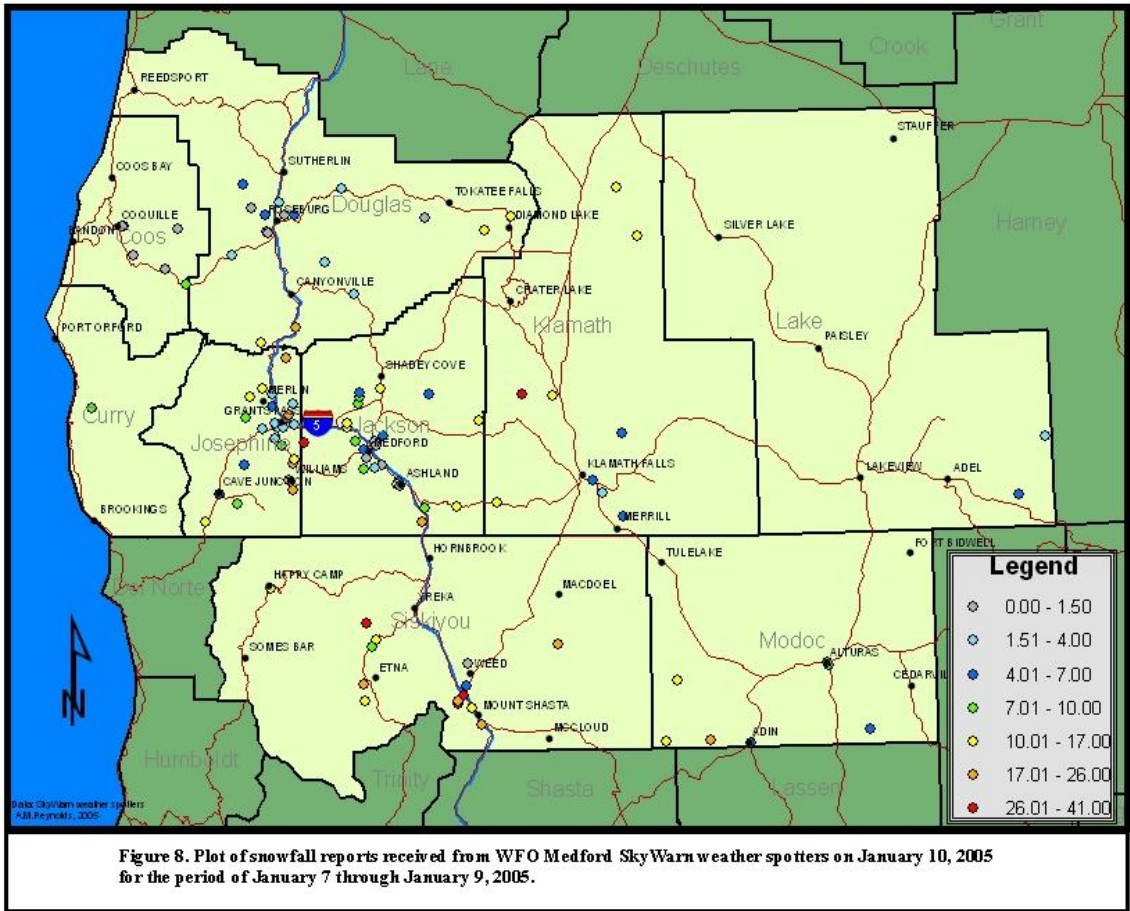 Grant
Crook
Lane
Deschutes
REEDSPORT
STAUFFER
SUTHERLIN
COOS BAY
TOKATEE FALLS
Douglas
ROSEBURG
DIAMOND LAKE
COQUILLE
BANDON
Coos
SILVER LAKE
Harney
CANYONVILLE
CRATER LAKE
Klamath
Lake
PORT ORFORD
PAISLEY
SHADEY COVE
MERLIN
Curry
GRANTS PASS
5
Jackson
Josephine
MEDFORD
WILLIAMS
KLAMATH FALLS
LAKEVIEW
ADEL
CAVE JUNCTION
ASHLAND
BROOKINGS
MERRILL
HORNBROOK
TULELAKE
FORT BIDWELL
Del Norte
HAPPY CAMP
MACDOEL
YREKA
Siskiyou
Modoc
SOMES BAR
WEED
ALTURAS
ETNA
CEDARVIL
N
MOUNT SHASTA
MCCLOUD
ADIN
Humboldt
Trinity
Shasta
Lassen
Legend
0.00 - 1.50
1.51 - 4.00
4.01 - 7.00
7.01 - 10.00
10.01 - 17.00
17.01 - 26.00
26.01 - 41.00
Data: SkyWarn weather spotters
A.M.Reynolds, 2005
Figure 8. Plot of snowfall reports received from WFO Medford SkyWarn weather spotters on January 10, 2005
for the period of January 7 through January 9, 2005.